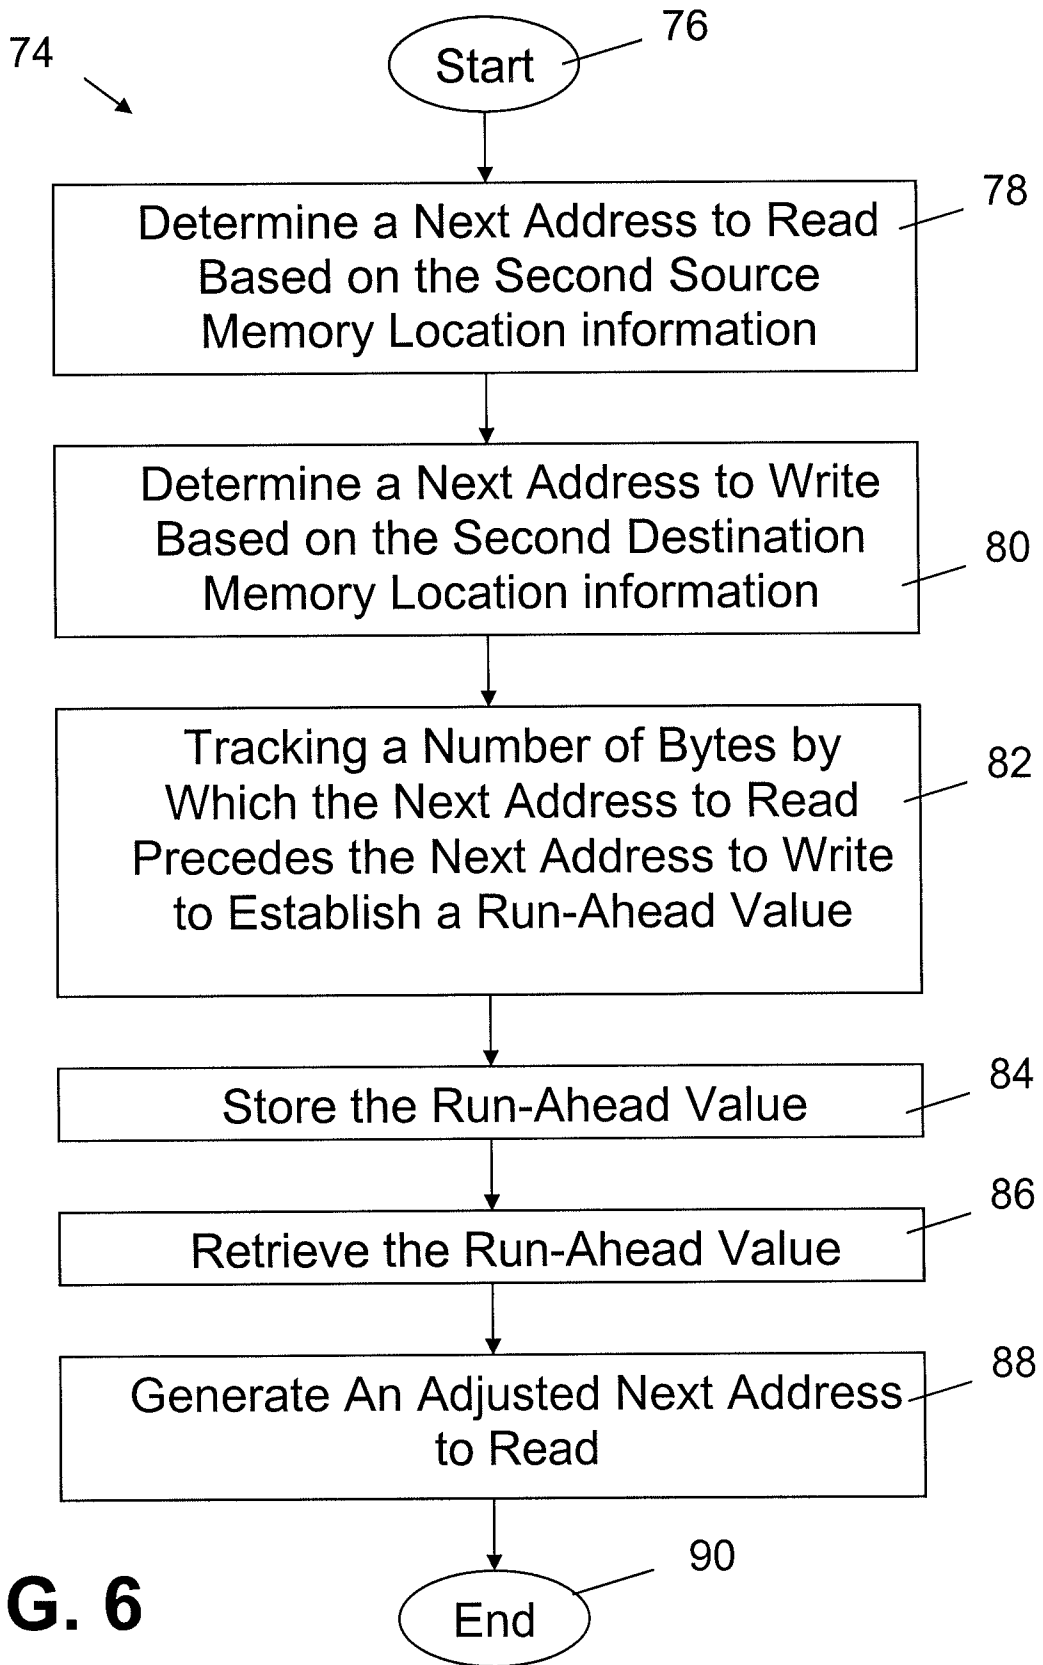 74
Start
76
Determine a Next Address to Read
Based on the Second Source
Memory Location information
78
Determine a Next Address to Write
Based on the Second Destination
Memory Location information
80
Tracking a Number of Bytes by
Which the Next Address to Read
Precedes the Next Address to Write
to Establish a Run-Ahead Value
82
Store the Run-Ahead Value
84
Retrieve the Run-Ahead Value
86
Generate An Adjusted Next Address
to Read
88
End
90
G. 6